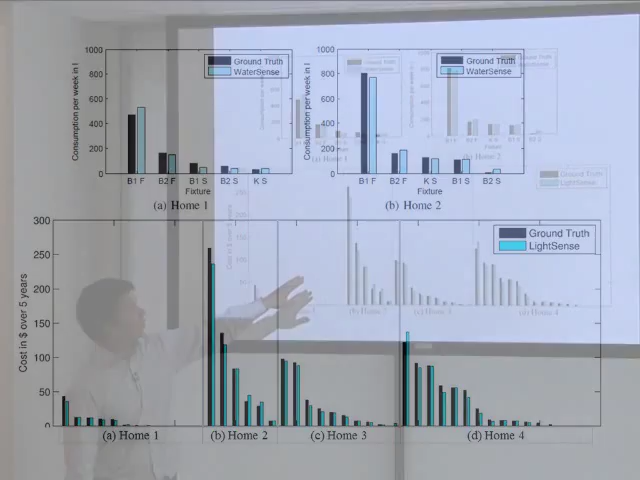 1000
800
600
400
200
0
Consumption per week in l
Ground Truth
WaterSense
B1 F B2 F B1 S B2 S K S
Fixture
(a) Home 1
1000
800
600
400
200
0
Consumption per week in l
Ground Truth
WaterSense
B1 F B2 F K S B1 S B2 S
Fixture
(b) Home 2
300
250
200
150
100
50
0
Cost in $ over 5 years
Ground Truth
LightSense
(a) Home 1 (b) Home 2 (c) Home 3 (d) Home 4